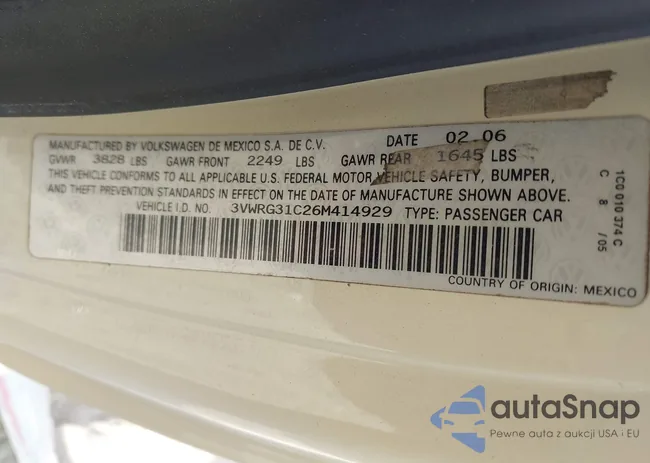 MANUFACTURED BY VOLKSWAGEN DE MEXICO S.A. DE C.V. DATE 02.06
GVWR 3828 LBS GAWR FRONT 2249 LBS GAWR REAR 1645 LBS
THIS VEHICLE CONFORMS TO ALL APPLICABLE U.S. FEDERAL MOTOR VEHICLE SAFETY, BUMPER,
AND THEFT PREVENTION STANDARDS IN EFFECT ON THE DATE OF MANUFACTURE SHOWN ABOVE.
VEHICLE I.D. NO. 3VWRG31C26M414929 TYPE: PASSENGER CAR
COUNTRY OF ORIGIN: MEXICO
1C0 010 374 C
C 8 /05
autaSnap
Pewne auta z aukcji USA i EU